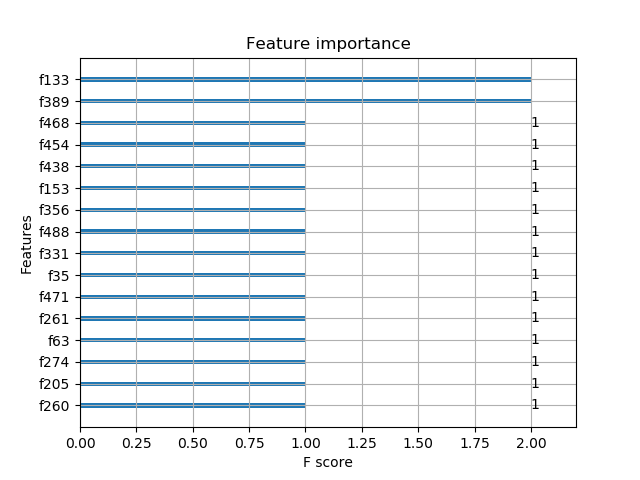 Feature importance
Features
f133
f389
f468 1
f454 1
f438 1
f153 1
f356 1
f488 1
f331 1
f35 1
f471 1
f261 1
f63 1
f274 1
f205 1
f260 1
0.00 0.25 0.50 0.75 1.00 1.25 1.50 1.75 2.00
F score